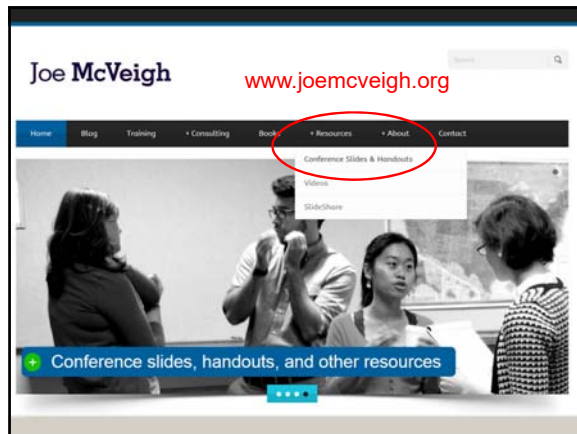 Search
Joe McVeigh
www.joemcveigh.org
Home Blog Training + Consulting Books + Resources + About Contact
Conference Slides & Handouts
Videos
SlideShare
+ Conference slides, handouts, and other resources